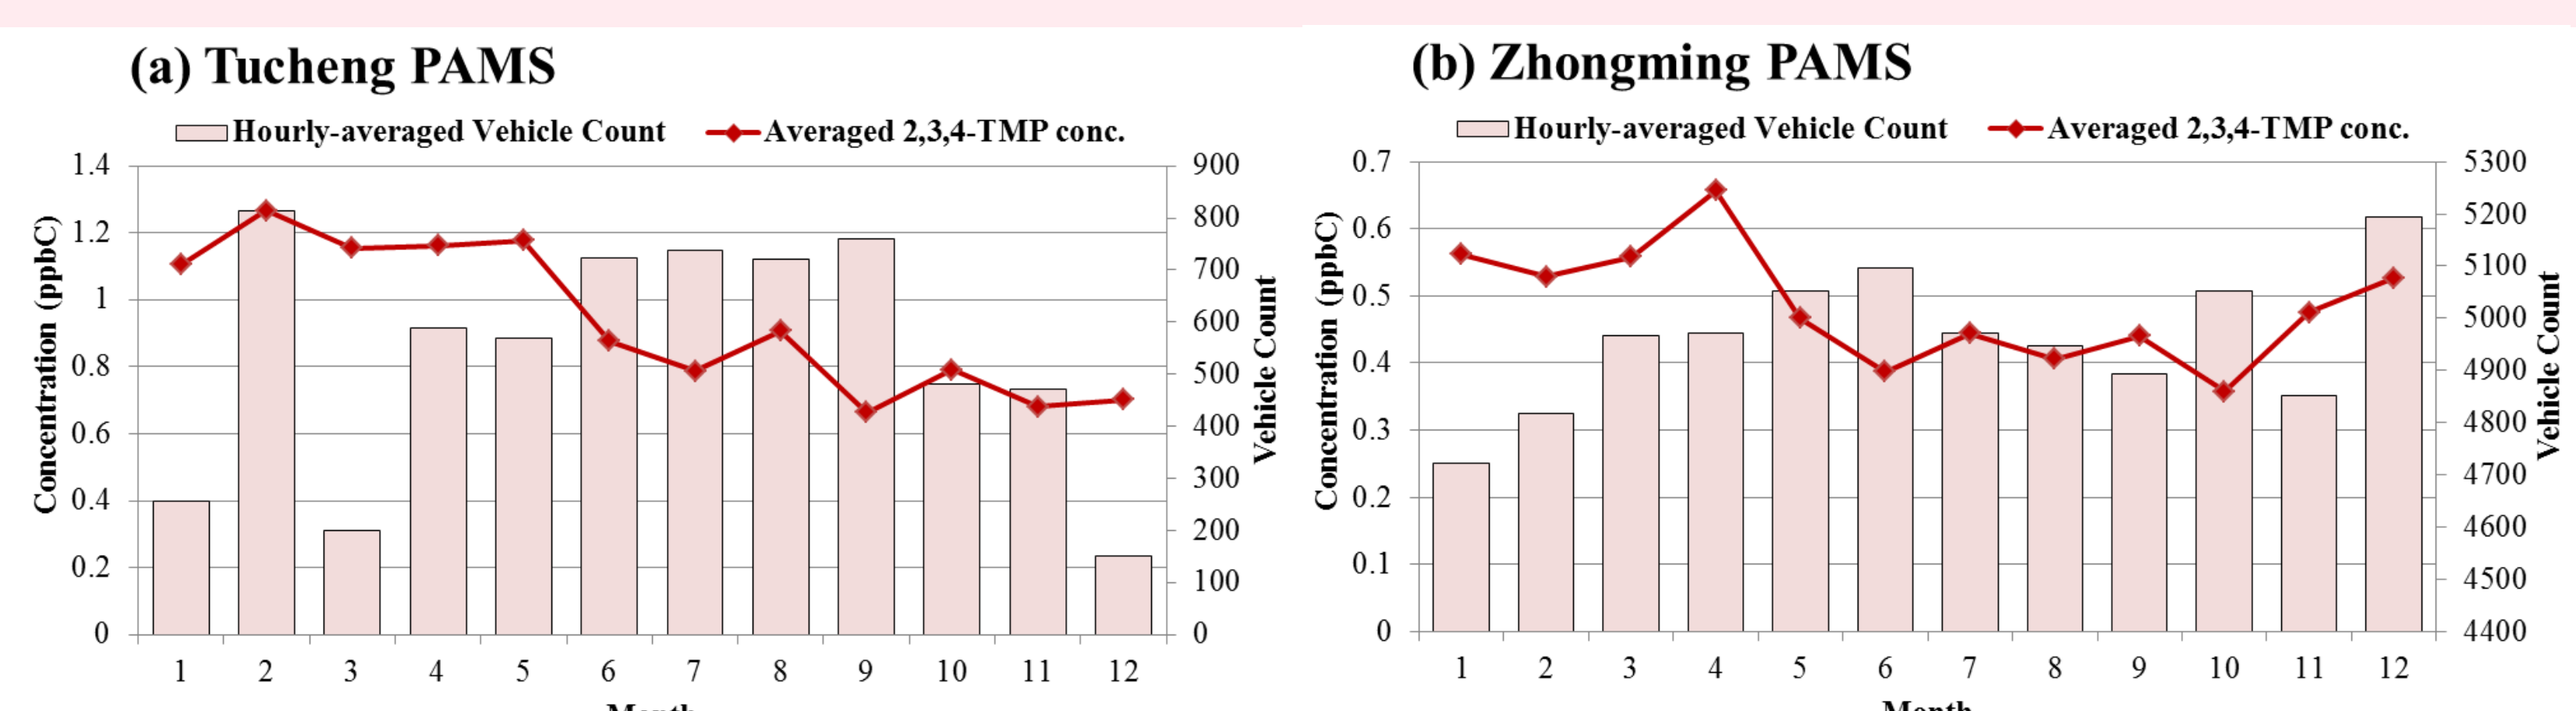 (a) Tucheng PAMS
Hourly-averaged Vehicle Count
Averaged 2,3,4-TMP conc.
Concentration (ppbC)
1.4
1.2
1
0.8
0.6
0.4
0.2
0
900
800
700
600
500
400
300
200
100
0
Vehicle Count
1 2 3 4 5 6 7 8 9 10 11 12
Month
(b) Zhongming PAMS
Hourly-averaged Vehicle Count
Averaged 2,3,4-TMP conc.
Concentration (ppbC)
0.7
0.6
0.5
0.4
0.3
0.2
0.1
0
5300
5200
5100
5000
4900
4800
4700
4600
4500
4400
Vehicle Count
1 2 3 4 5 6 7 8 9 10 11 12
Month